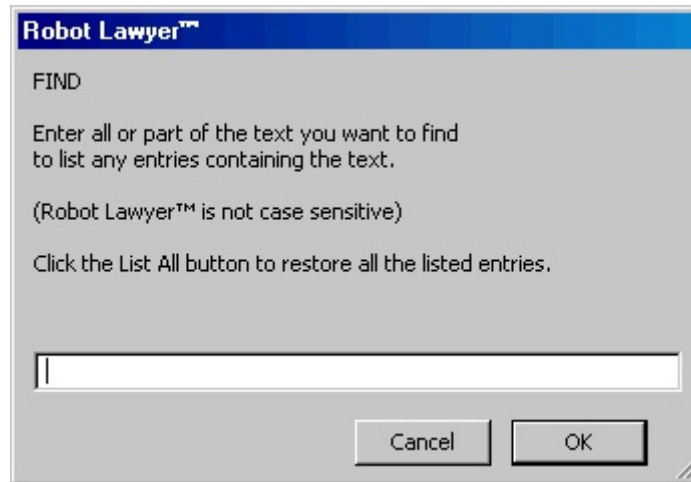 Robot Lawyer™
FIND
Enter all or part of the text you want to find
to list any entries containing the text.
(Robot Lawyer™ is not case sensitive)
Click the List All button to restore all the listed entries.
Cancel OK